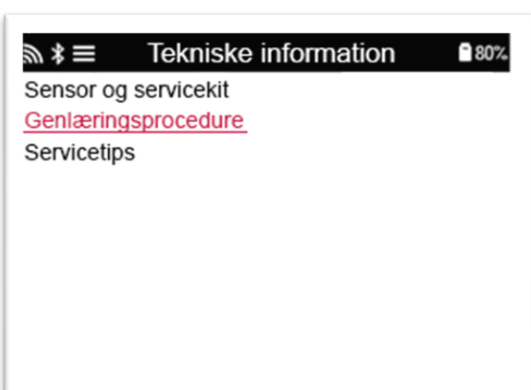 Tekniske information 80%
Sensor og servicekit
Genlæringsprocedure
Servicetips